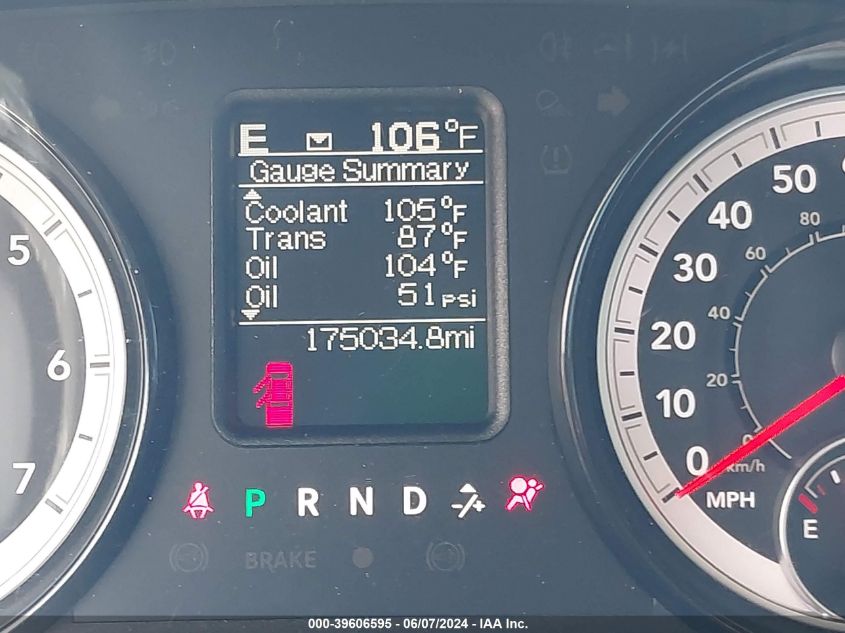 E 106°F
Gauge Summary
Coolant 105°F
Trans 87°F
Oil 104°F
Oil 51 psi
175034.8mi
P R N D -/+
BRAKE
5
6
7
50
40
30
20
10
0
MPH
80
60
40
20
0
km/h
E
000-39606595 - 06/07/2024 - IAA Inc.